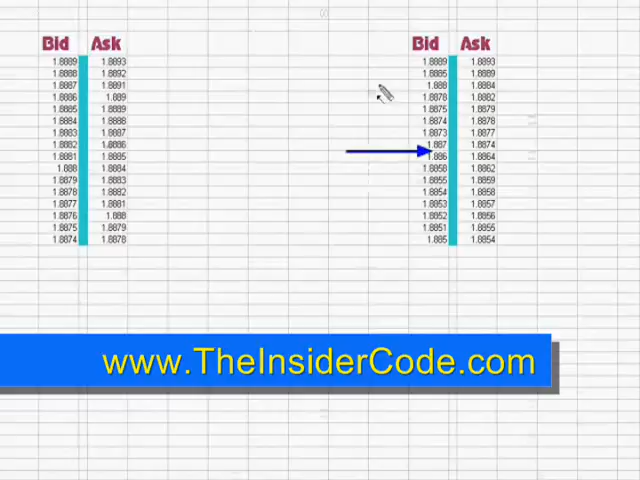 Bid Ask Bid Ask
1.8889 1.8893 1.8889 1.8893
1.8888 1.8892 1.8885 1.8889
1.8887 1.8891 1.888 1.8884
1.8886 1.889 1.8878 1.8882
1.8885 1.8889 1.8875 1.8879
1.8884 1.8888 1.8874 1.8878
1.8883 1.8887 1.8873 1.8877
1.8882 1.8886 1.887 1.8874
1.8881 1.8885 1.886 1.8864
1.888 1.8884 1.8858 1.8862
1.8879 1.8883 1.8855 1.8859
1.8878 1.8882 1.8854 1.8858
1.8877 1.8881 1.8853 1.8857
1.8876 1.888 1.8852 1.8856
1.8875 1.8879 1.8851 1.8855
1.8874 1.8878 1.885 1.8854
www.TheInsiderCode.com